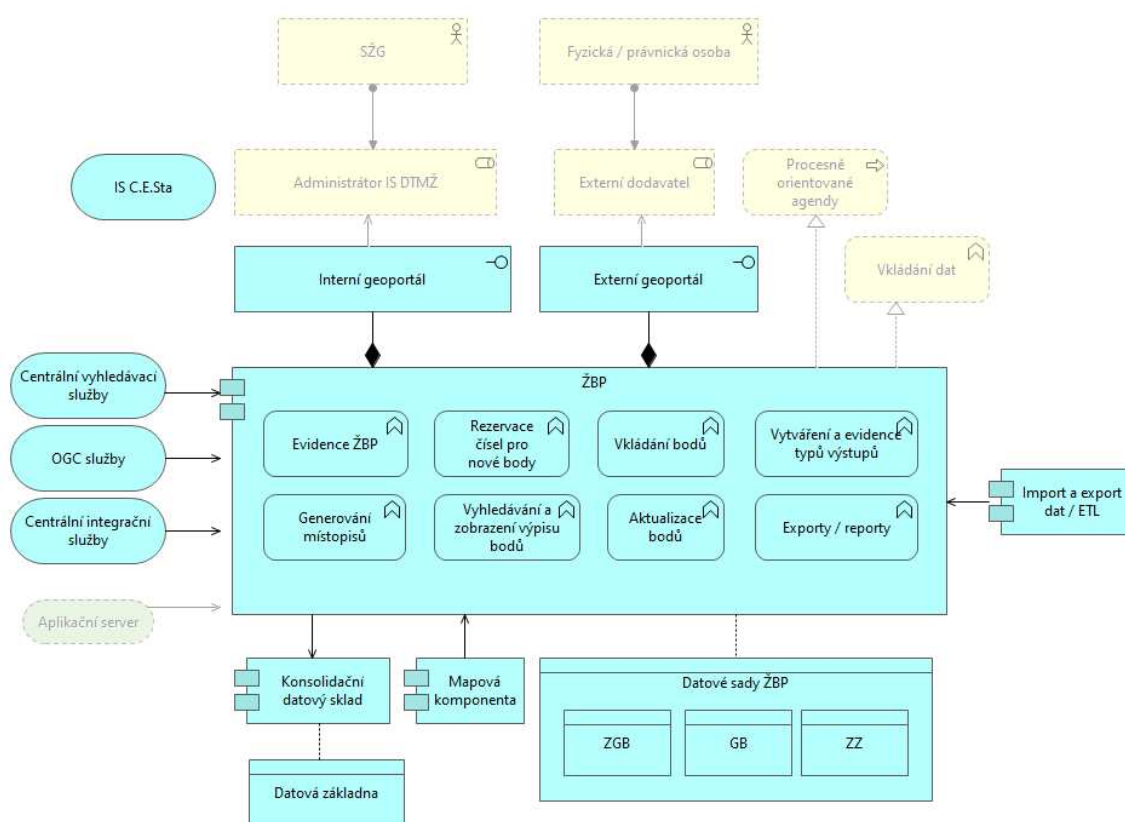 SŽG
Fyzická / právnická osoba
IS C.E.Sta
Administrátor IS DTMŽ
Externí dodavatel
Procesně
orientované
agendy
Vkládání dat
Interní geoportál
Externí geoportál
Centrální vyhledávací
služby
OGC služby
Centrální integrační
služby
Aplikační server
ŽBP
Evidence ŽBP
Rezervace
čísel pro
nové body
Vkládání bodů
Vytváření a evidence
typů výstupů
Generování
místopisů
Vyhledávání a
zobrazení výpisu
bodů
Aktualizace
bodů
Exporty / reporty
Import a export
dat / ETL
Konsolidační
datový sklad
Mapová
komponenta
Datové sady ŽBP
ZGB
GB
ZZ
Datová základna